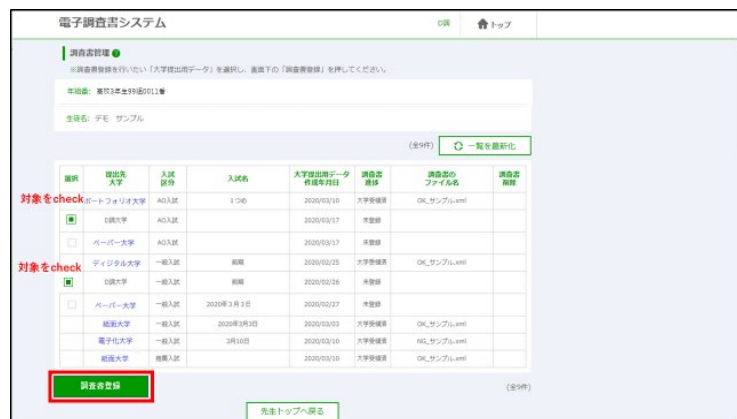 電子調査書システム
D調 トップ
調査書管理
※調査書登録を行いたい「大学提出用データ」を選択し、画面下の「調査書登録」を押してください。
年組番: 高校3年生99組0011番
生徒名: デモ サンプル
(全9件) 一覧を最新化
選択 提出先大学 入試区分 入試名 大学提出用データ作成年月日 調査書進捗 調査書のファイル名 調査書削除
対象をcheck
ポートフォリオ大学 AO入試 1つめ 2020/03/10 大学受領済 OK_サンプル.xml
D調大学 AO入試 2020/03/17 未登録
ペーパー大学 AO入試 2020/03/17 未登録
対象をcheck
ディジタル大学 一般入試 前期 2020/02/25 大学受領済 OK_サンプル.xml
D調大学 一般入試 前期 2020/02/26 未登録
ペーパー大学 一般入試 2020年3月3日 2020/02/27 未登録
紙面大学 一般入試 2020年3月3日 2020/03/03 大学受領済 OK_サンプル.xml
電子化大学 一般入試 3月10日 2020/03/10 大学受領済 NG_サンプル.xml
紙面大学 推薦入試 2020/03/10 大学受領済 OK_サンプル.xml
調査書登録
(全9件)
先生トップへ戻る